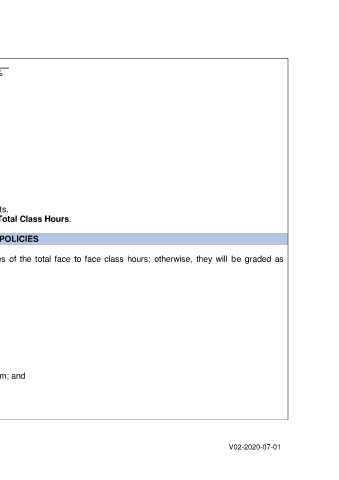 %
ts.
Total Class Hours.
POLICIES
es of the total face to face class hours; otherwise, they will be graded as
m; and
V02-2020-07-01